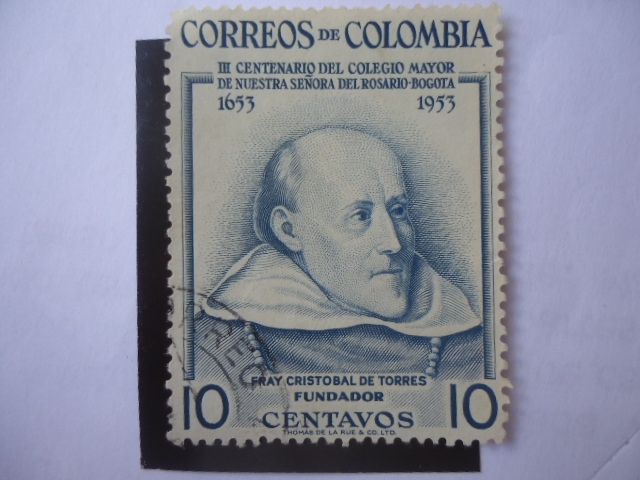 CORREOS DE COLOMBIA
III CENTENARIO DEL COLEGIO MAYOR
DE NUESTRA SEÑORA DEL ROSARIO-BOGOTA
1653 1953
FRAY CRISTOBAL DE TORRES
FUNDADOR
10 CENTAVOS 10
THOMAS DE LA RUE & CO. LTD.